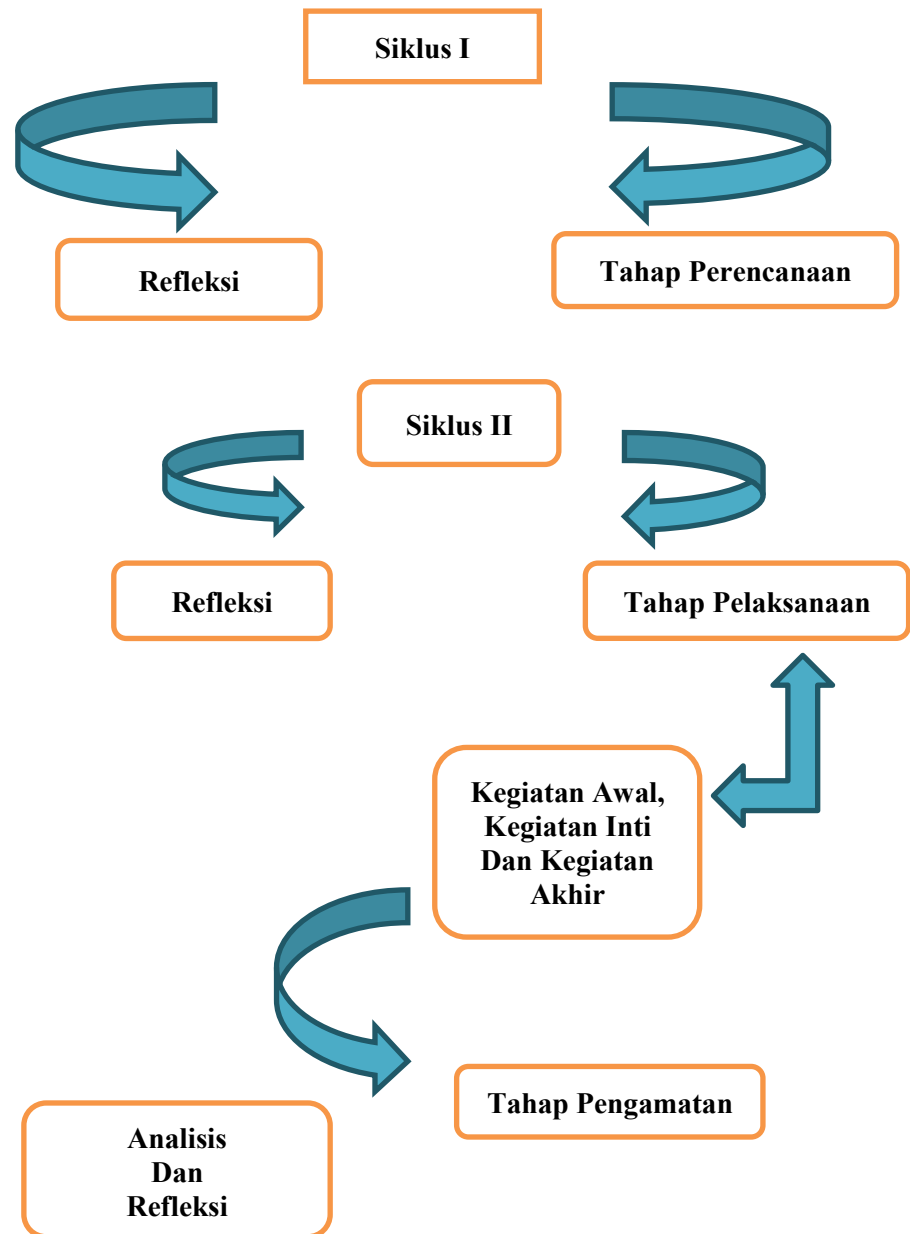 Siklus I
Refleksi
Tahap Perencanaan
Siklus II
Refleksi
Tahap Pelaksanaan
Kegiatan Awal,
Kegiatan Inti
Dan Kegiatan
Akhir
Tahap Pengamatan
Analisis
Dan
Refleksi